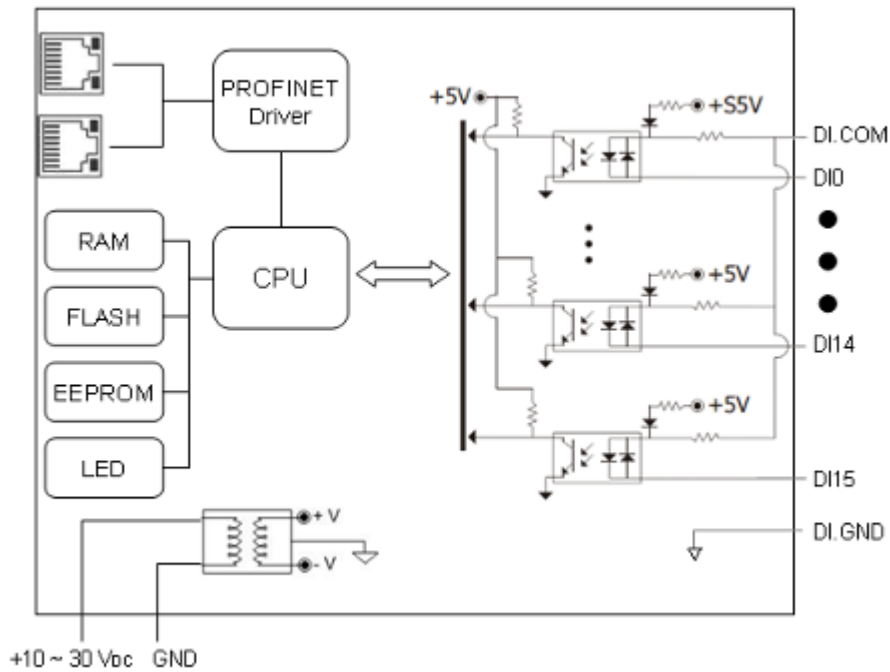 PROFINET
Driver
+5V
+S5V
DI.COM
DI0
RAM
CPU
FLASH
+5V
DI14
EEPROM
+5V
LED
DI15
+ V
DI.GND
- V
+10 ~ 30 VDC
GND